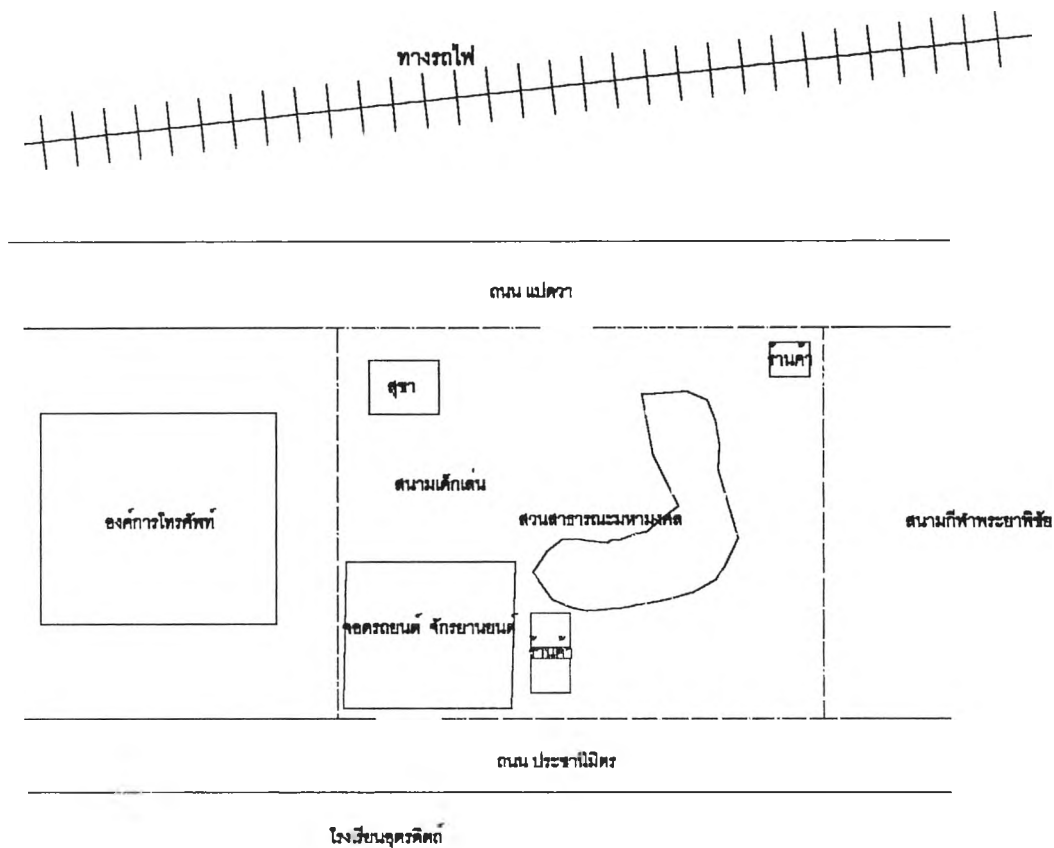 ทางรถไฟ
ถนน แปดวา
ร้านค้า
สุขา
สนามเด็กเล่น
องค์การโทรศัพท์
สวนสาธารณะมหามงคล
สนามกีฬาพระยาพิชัย
จอดรถยนต์ จักรยานยนต์
ร้านค้า
ถนน ประชานิมิตร
โรงเรียนอุตรดิตถ์